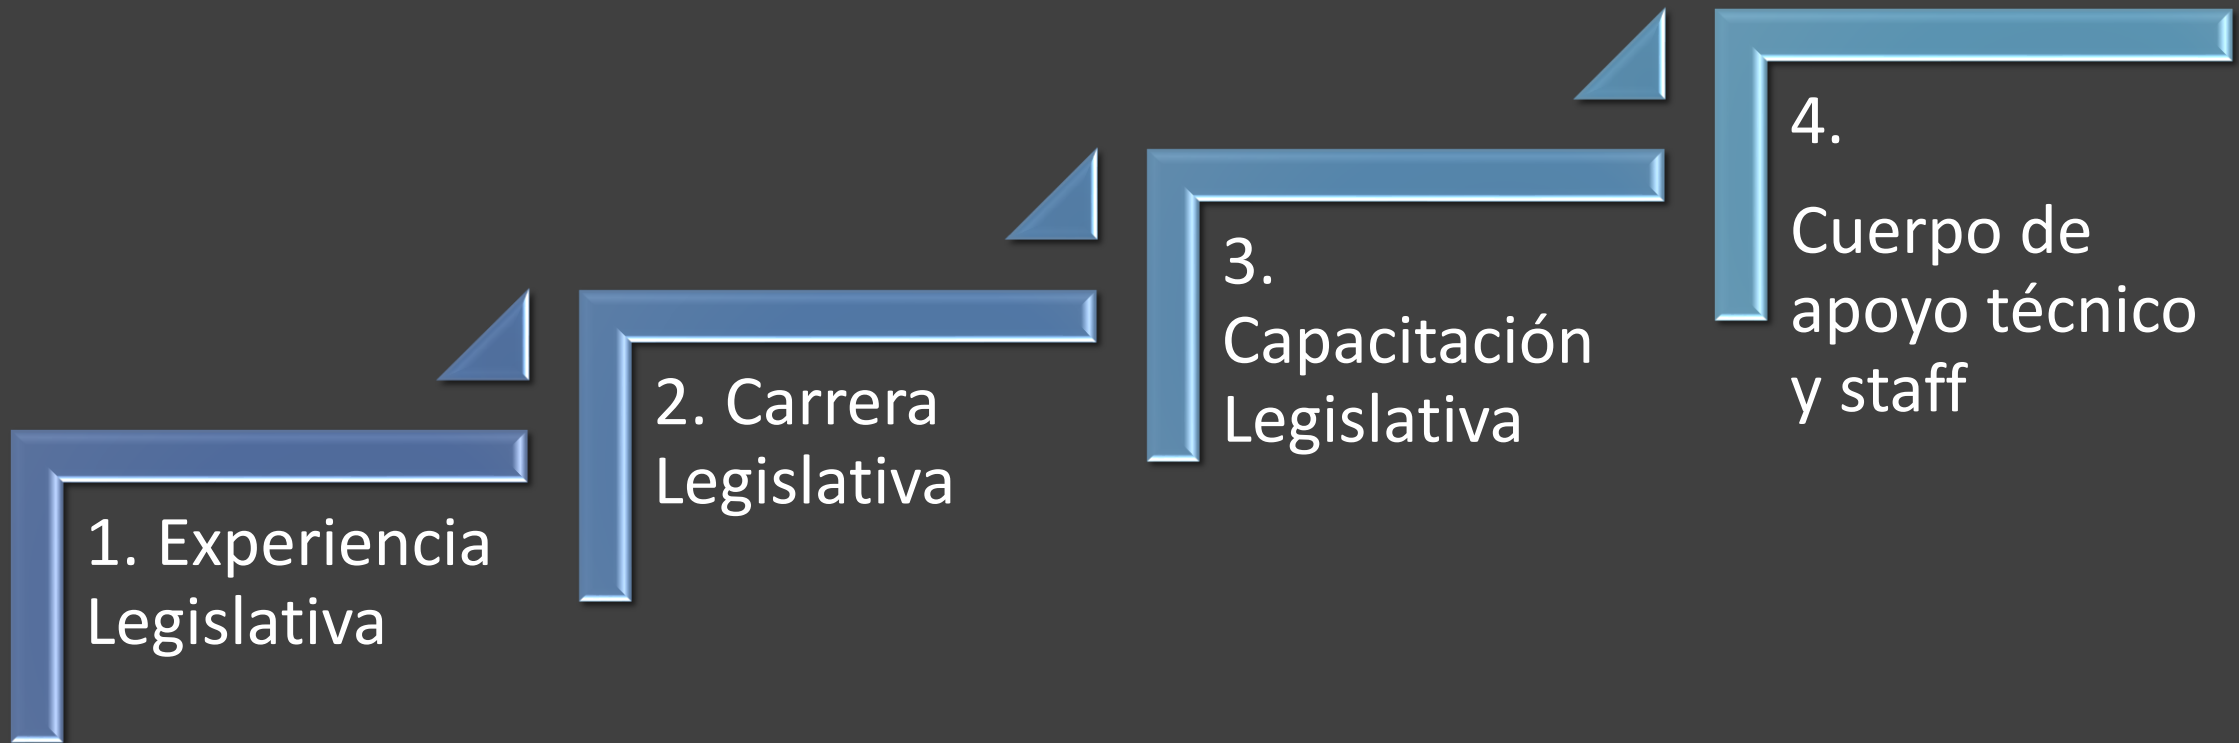 1. Experiencia
Legislativa
2. Carrera
Legislativa
3.
Capacitación
Legislativa
4.
Cuerpo de
apoyo técnico
y staff